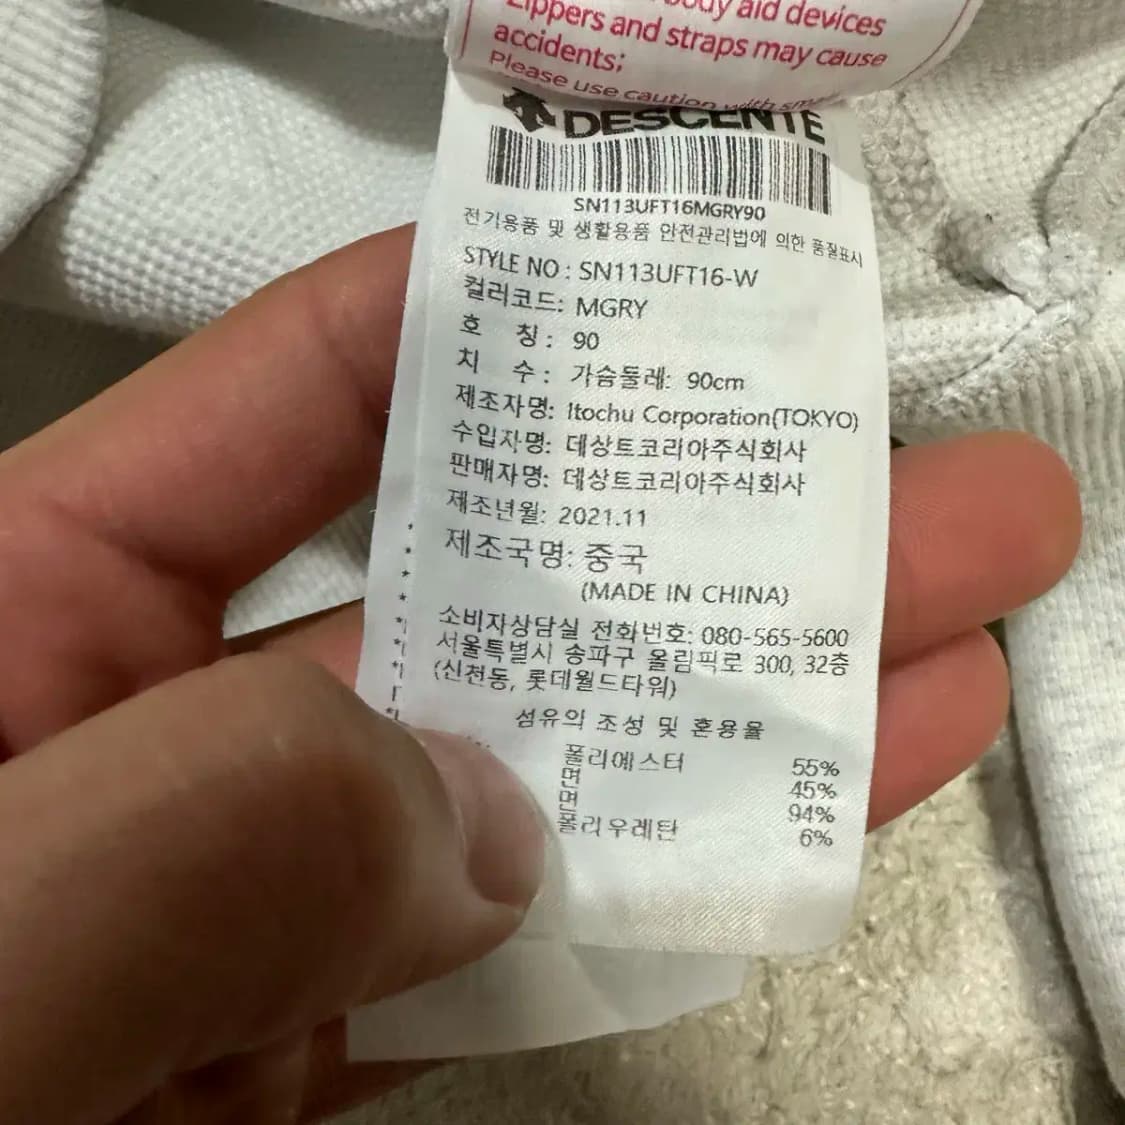 body aid devices
Zippers and straps may cause
accidents;
Please use caution with
DESCENTE
SN113UFT16MGRY90
전기용품 및 생활용품 안전관리법에 의한 품질표시
STYLE NO : SN113UFT16-W
컬러코드: MGRY
호 칭 : 90
치 수 : 가슴둘레: 90cm
제조자명: Itochu Corporation(TOKYO)
수입자명: 데상트코리아주식회사
판매자명: 데상트코리아주식회사
제조년월: 2021.11
제조국명: 중국
(MADE IN CHINA)
소비자상담실 전화번호: 080-565-5600
서울특별시 송파구 올림픽로 300, 32층
(신천동, 롯데월드타워)
섬유의 조성 및 혼용율
폴리에스터 55%
면 45%
면 94%
폴리우레탄 6%